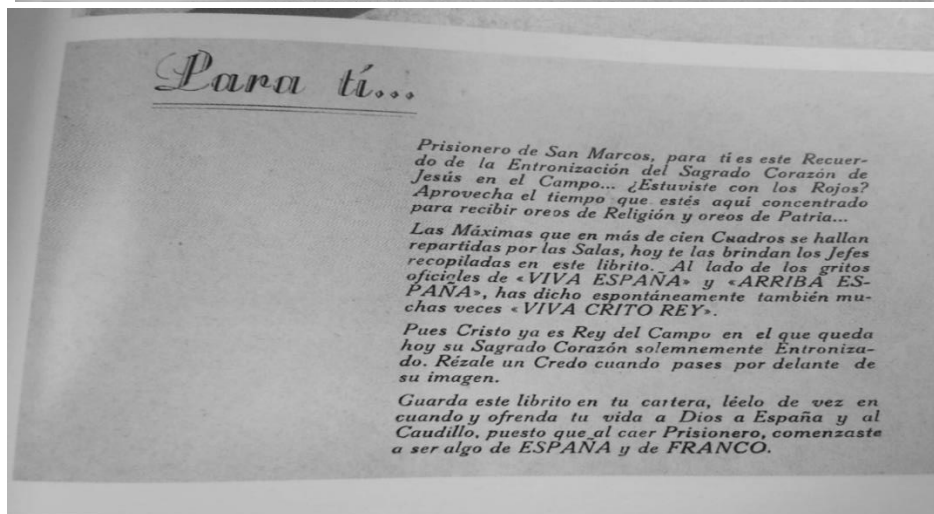 Para tí...
Prisionero de San Marcos, para ti es este Recuer-
do de la Entronización del Sagrado Corazón de
Jesús en el Campo... ¿Estuviste con los Rojos?
Aprovecha el tiempo que estés aquí concentrado
para recibir oreos de Religión y oreos de Patria...
Las Máximas que en más de cien Cuadros se hallan
repartidas por las Salas, hoy te las brindan los Jefes
recopiladas en este librito. Al lado de los gritos
oficiales de «VIVA ESPAÑA» y «ARRIBA ES-
PAÑA», has dicho espontáneamente también mu-
chas veces «VIVA CRITO REY».
Pues Cristo ya es Rey del Campo en el que queda
hoy su Sagrado Corazón solemnemente Entroniza-
do. Rézale un Credo cuando pases por delante de
su imagen.
Guarda este librito en tu cartera, léelo de vez en
cuando y ofrenda tu vida a Dios a España y al
Caudillo, puesto que al caer Prisionero, comenzaste
a ser algo de ESPAÑA y de FRANCO.